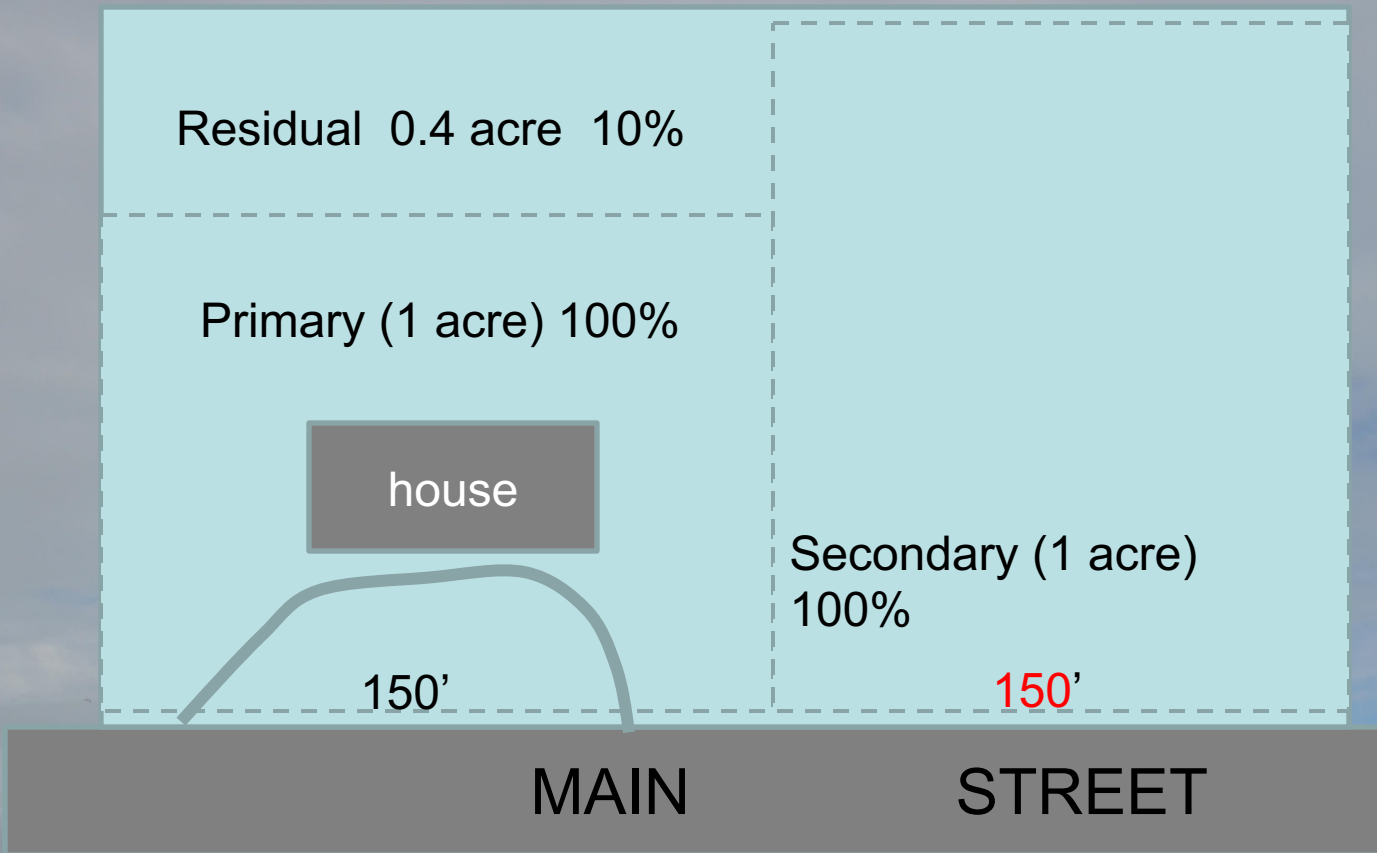 Residual 0.4 acre 10%
Primary (1 acre) 100%
house
Secondary (1 acre)
100%
150’
150’
MAIN STREET